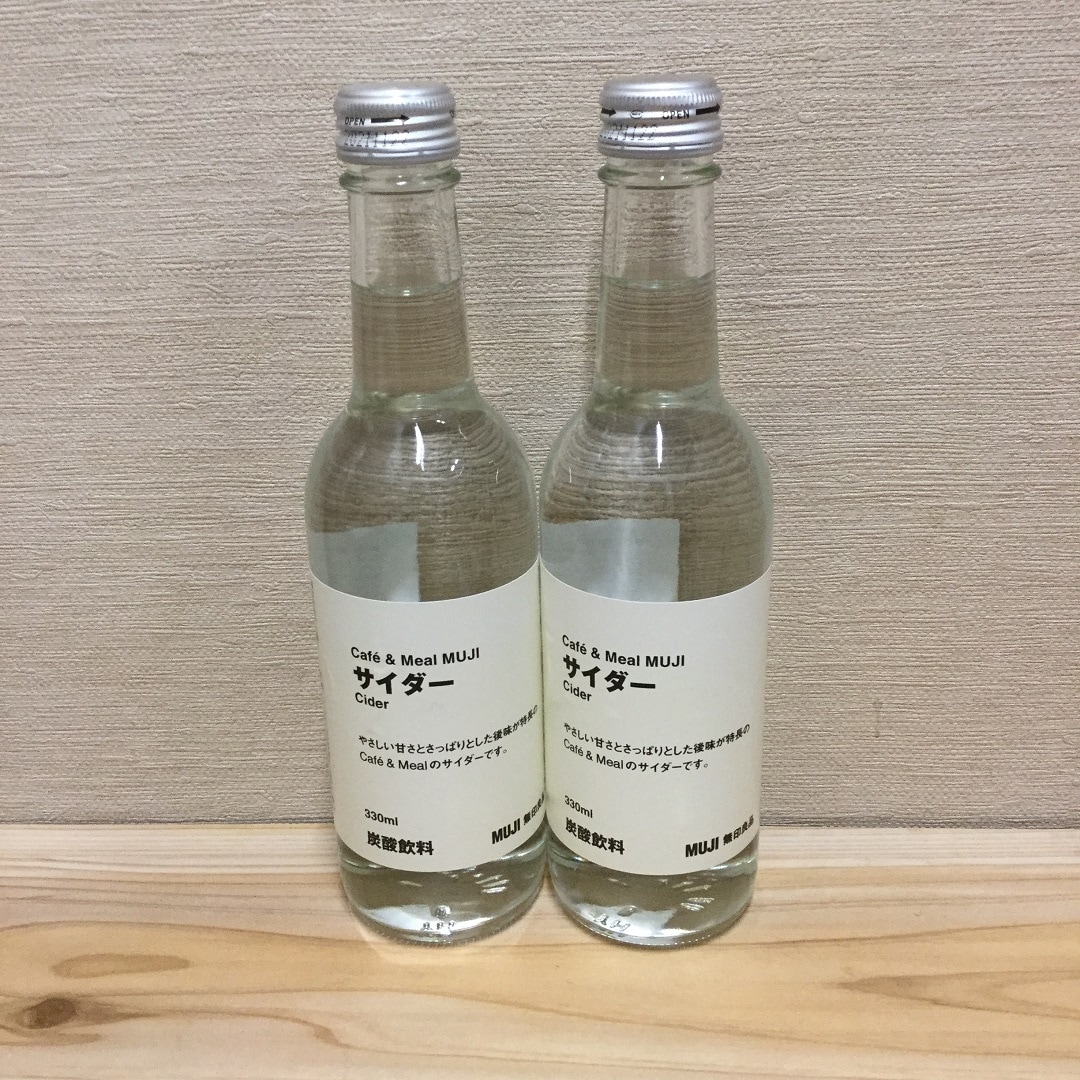 OPEN
20211122
OPEN
Café & Meal MUJI
サイダー
Cider
やさしい甘さとさっぱりとした後味が特長の
Café & Mealのサイダーです。
330ml
炭酸飲料
MUJI 無印良品
Café & Meal MUJI
サイダー
Cider
やさしい甘さとさっぱりとした後味が特長の
Café & Mealのサイダーです。
330ml
炭酸飲料
MUJI 無印良品